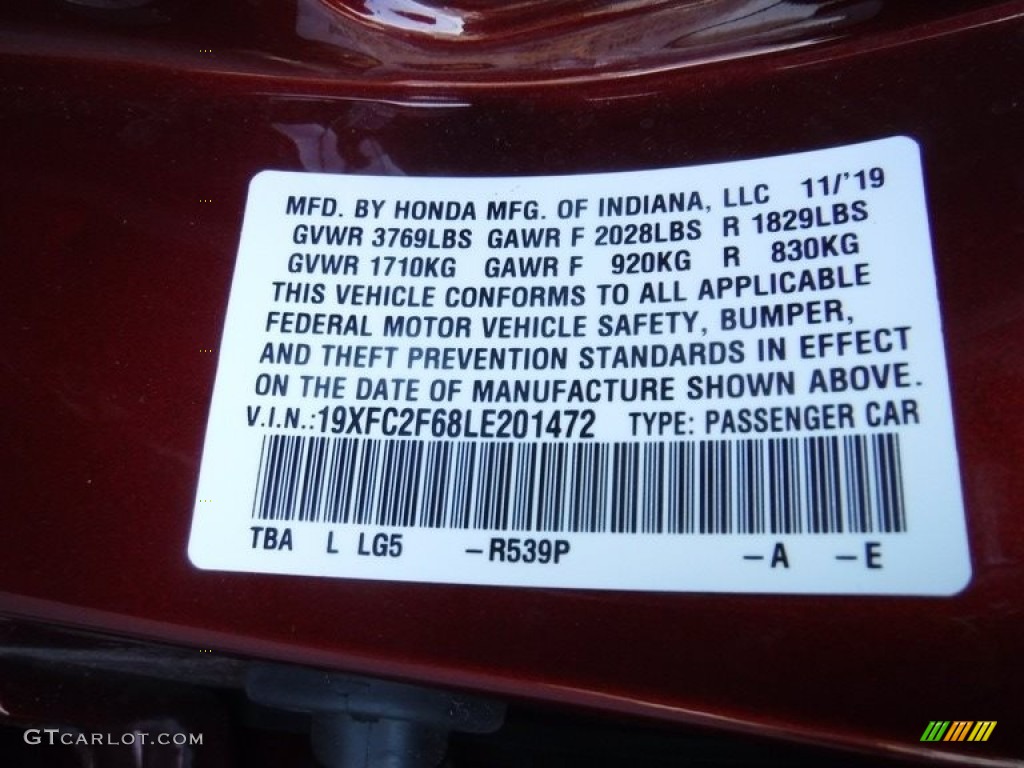 MFD. BY HONDA MFG. OF INDIANA, LLC 11/'19
GVWR 3769LBS GAWR F 2028LBS R 1829LBS
GVWR 1710KG GAWR F 920KG R 830KG
THIS VEHICLE CONFORMS TO ALL APPLICABLE
FEDERAL MOTOR VEHICLE SAFETY, BUMPER,
AND THEFT PREVENTION STANDARDS IN EFFECT
ON THE DATE OF MANUFACTURE SHOWN ABOVE.
V.I.N.:19XFC2F68LE201472 TYPE: PASSENGER CAR
TBA L LG5 -R539P -A -E
GTCARLOT.COM